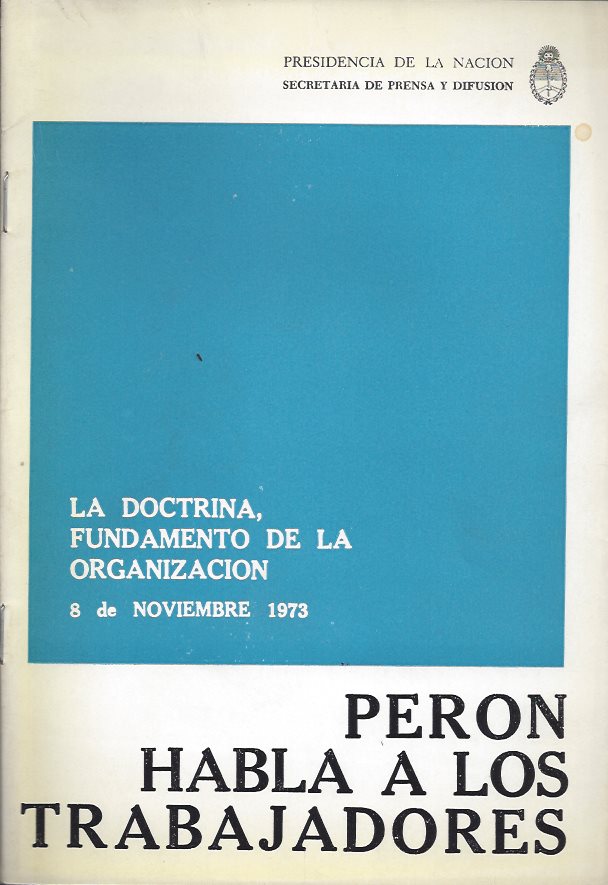 PRESIDENCIA DE LA NACION
SECRETARIA DE PRENSA Y DIFUSION
LA DOCTRINA,
FUNDAMENTO DE LA
ORGANIZACION
8 de NOVIEMBRE 1973
PERON
HABLA A LOS
TRABAJADORES